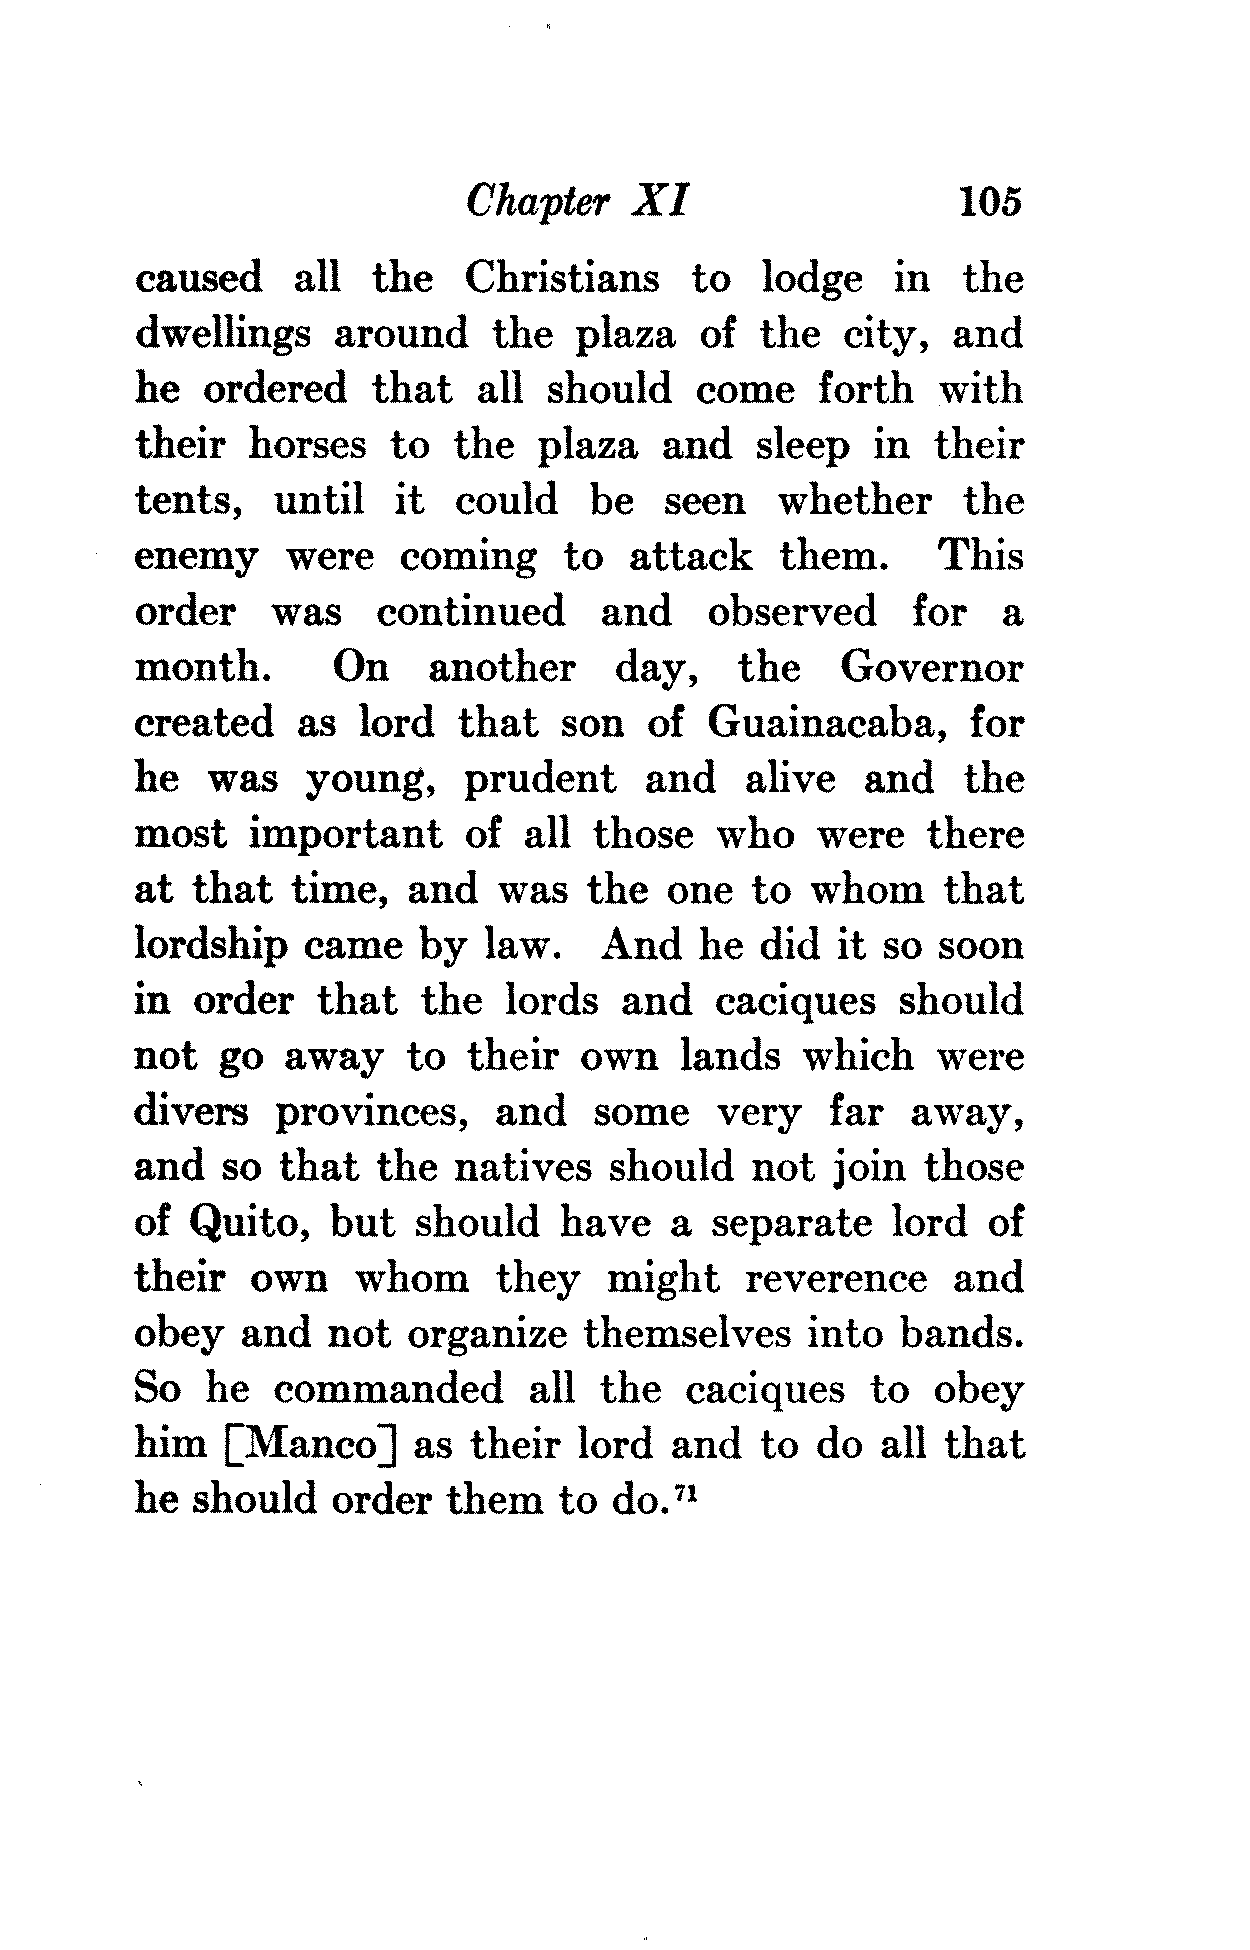 Chapter XI 105
caused all the Christians to lodge in the
dwellings around the plaza of the city, and
he ordered that all should come forth with
their horses to the plaza and sleep in their
tents, until it could be seen whether the
enemy were coming to attack them. This
order was continued and observed for a
month. On another day, the Governor
created as lord that son of Guainacaba, for
he was young, prudent and alive and the
most important of all those who were there
at that time, and was the one to whom that
lordship came by law. And he did it so soon
in order that the lords and caciques should
not go away to their own lands which were
divers provinces, and some very far away,
and so that the natives should not join those
of Quito, but should have a separate lord of
their own whom they might reverence and
obey and not organize themselves into bands.
So he commanded all the caciques to obey
him [Manco] as their lord and to do all that
he should order them to do.⁷¹